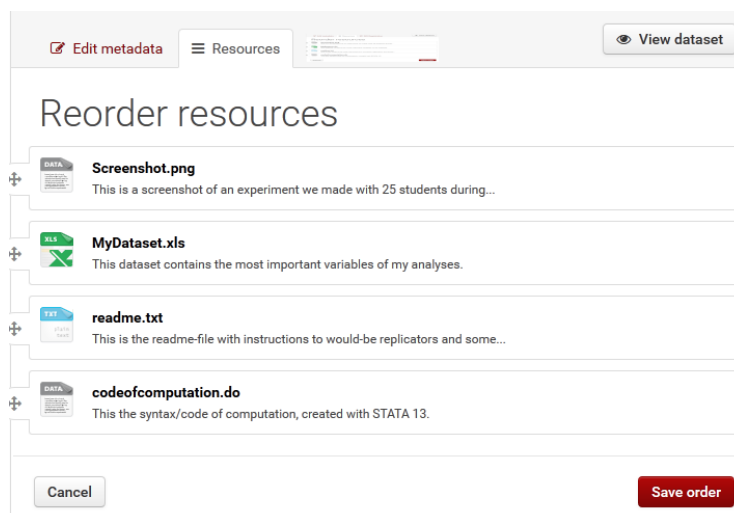 Edit metadata
Resources
View dataset
Reorder resources
DATA
Screenshot.png
This is a screenshot of an experiment we made with 25 students during...
XLS
MyDataset.xls
This dataset contains the most important variables of my analyses.
TXT
plain
text
readme.txt
This is the readme-file with instructions to would-be replicators and some...
DATA
codeofcomputation.do
This the syntax/code of computation, created with STATA 13.
Cancel
Save order